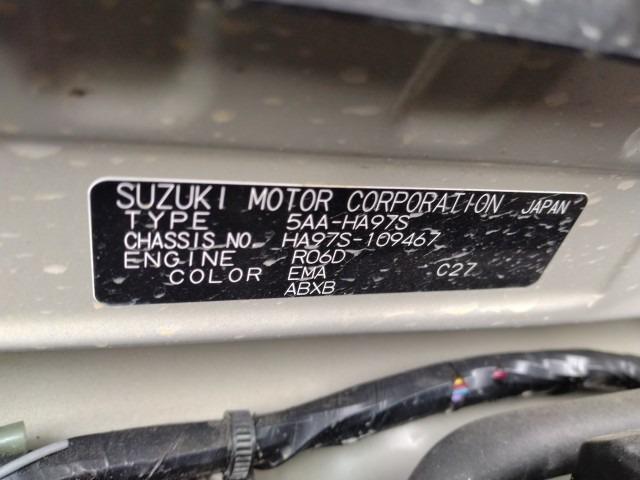 SUZUKI MOTOR CORPORATION JAPAN
TYPE 5AA-HA97S
CHASSIS NO. HA97S-109467
ENGINE R06D
COLOR EMA C27
ABXB